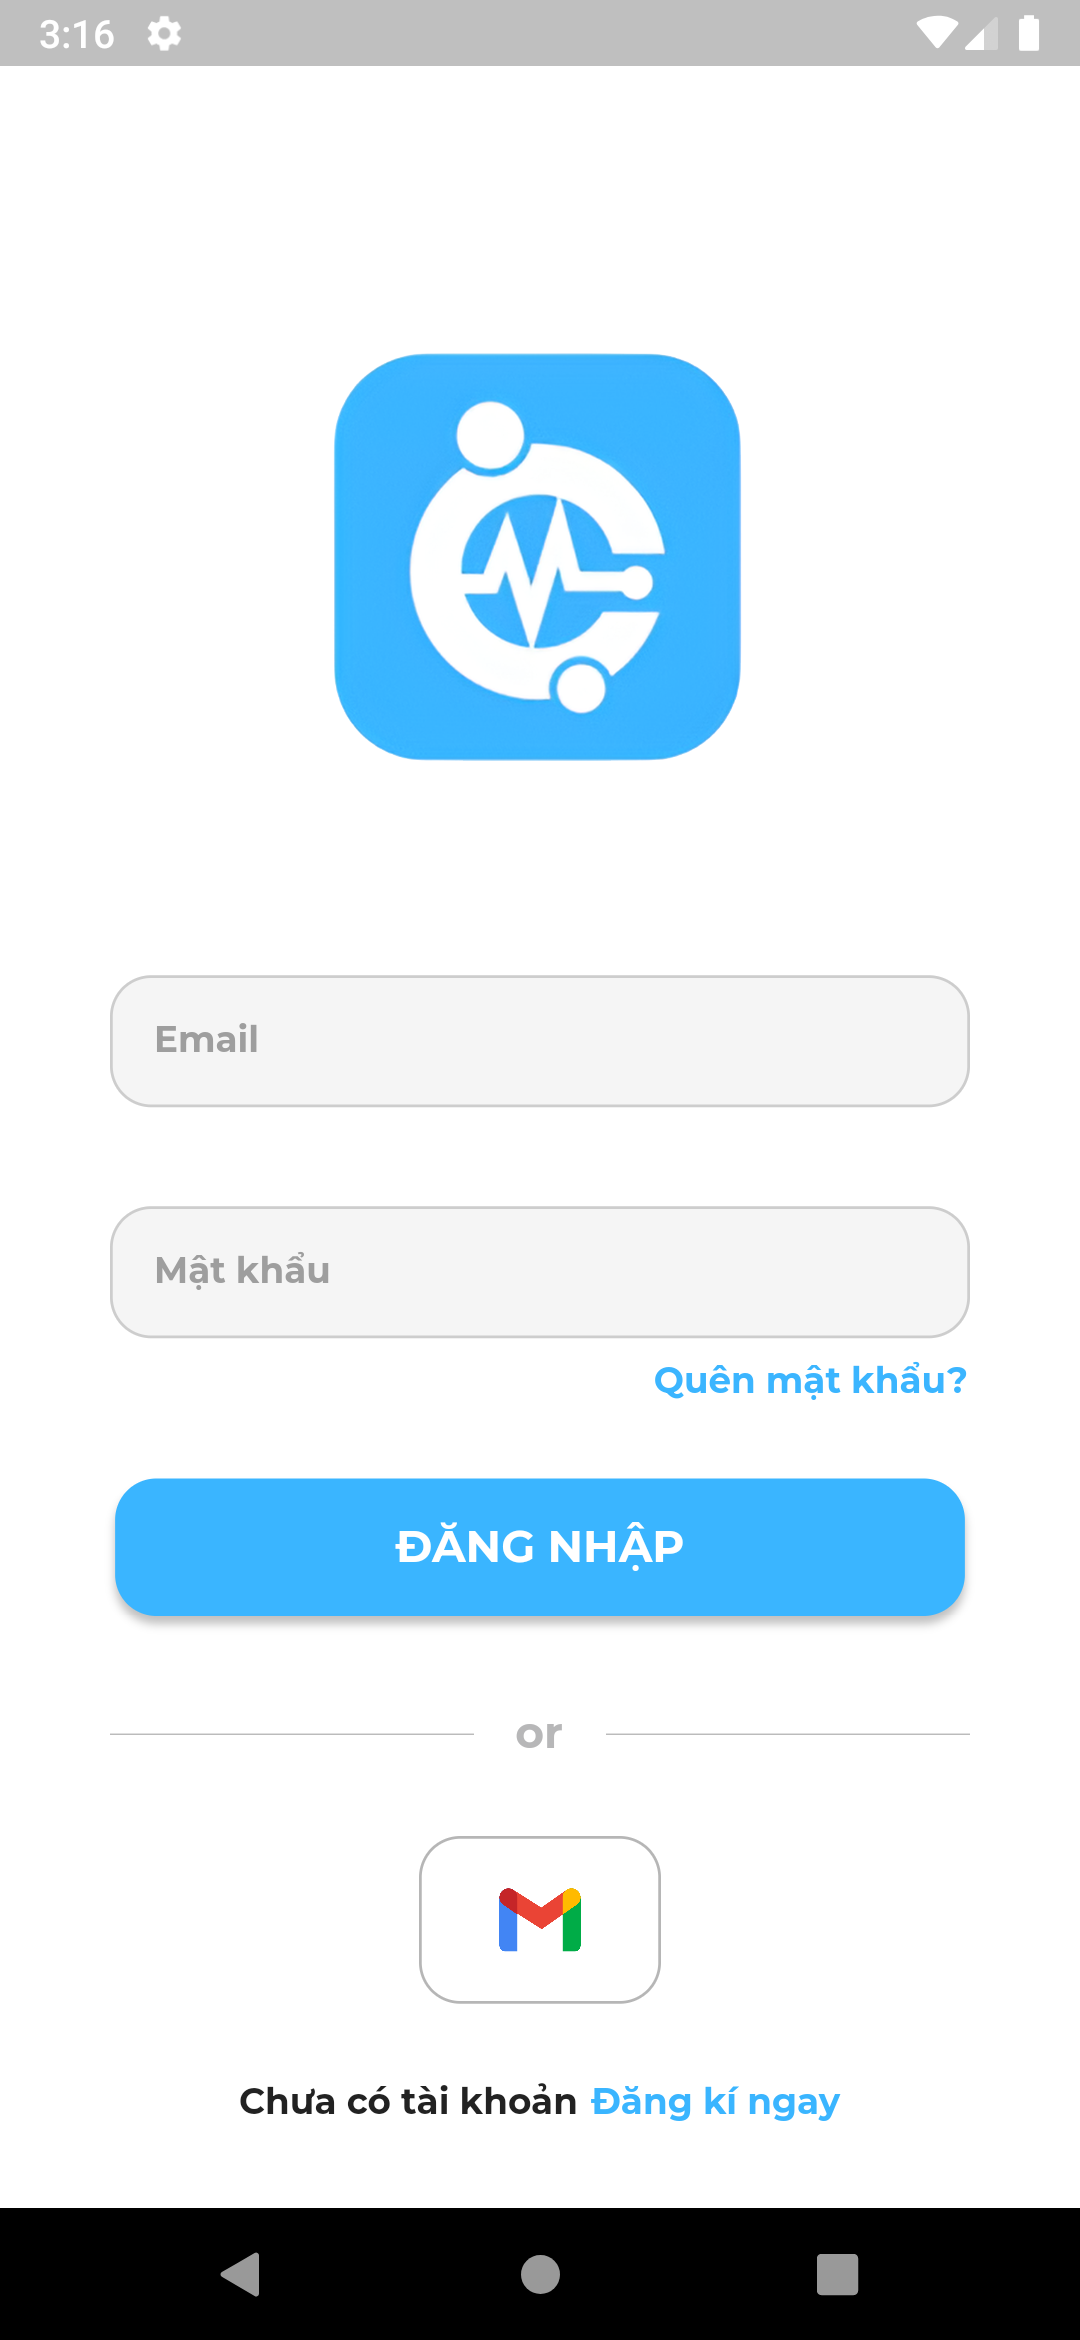 3:16
Email
Mật khẩu
Quên mật khẩu?
ĐĂNG NHẬP
or
Chưa có tài khoản Đăng kí ngay